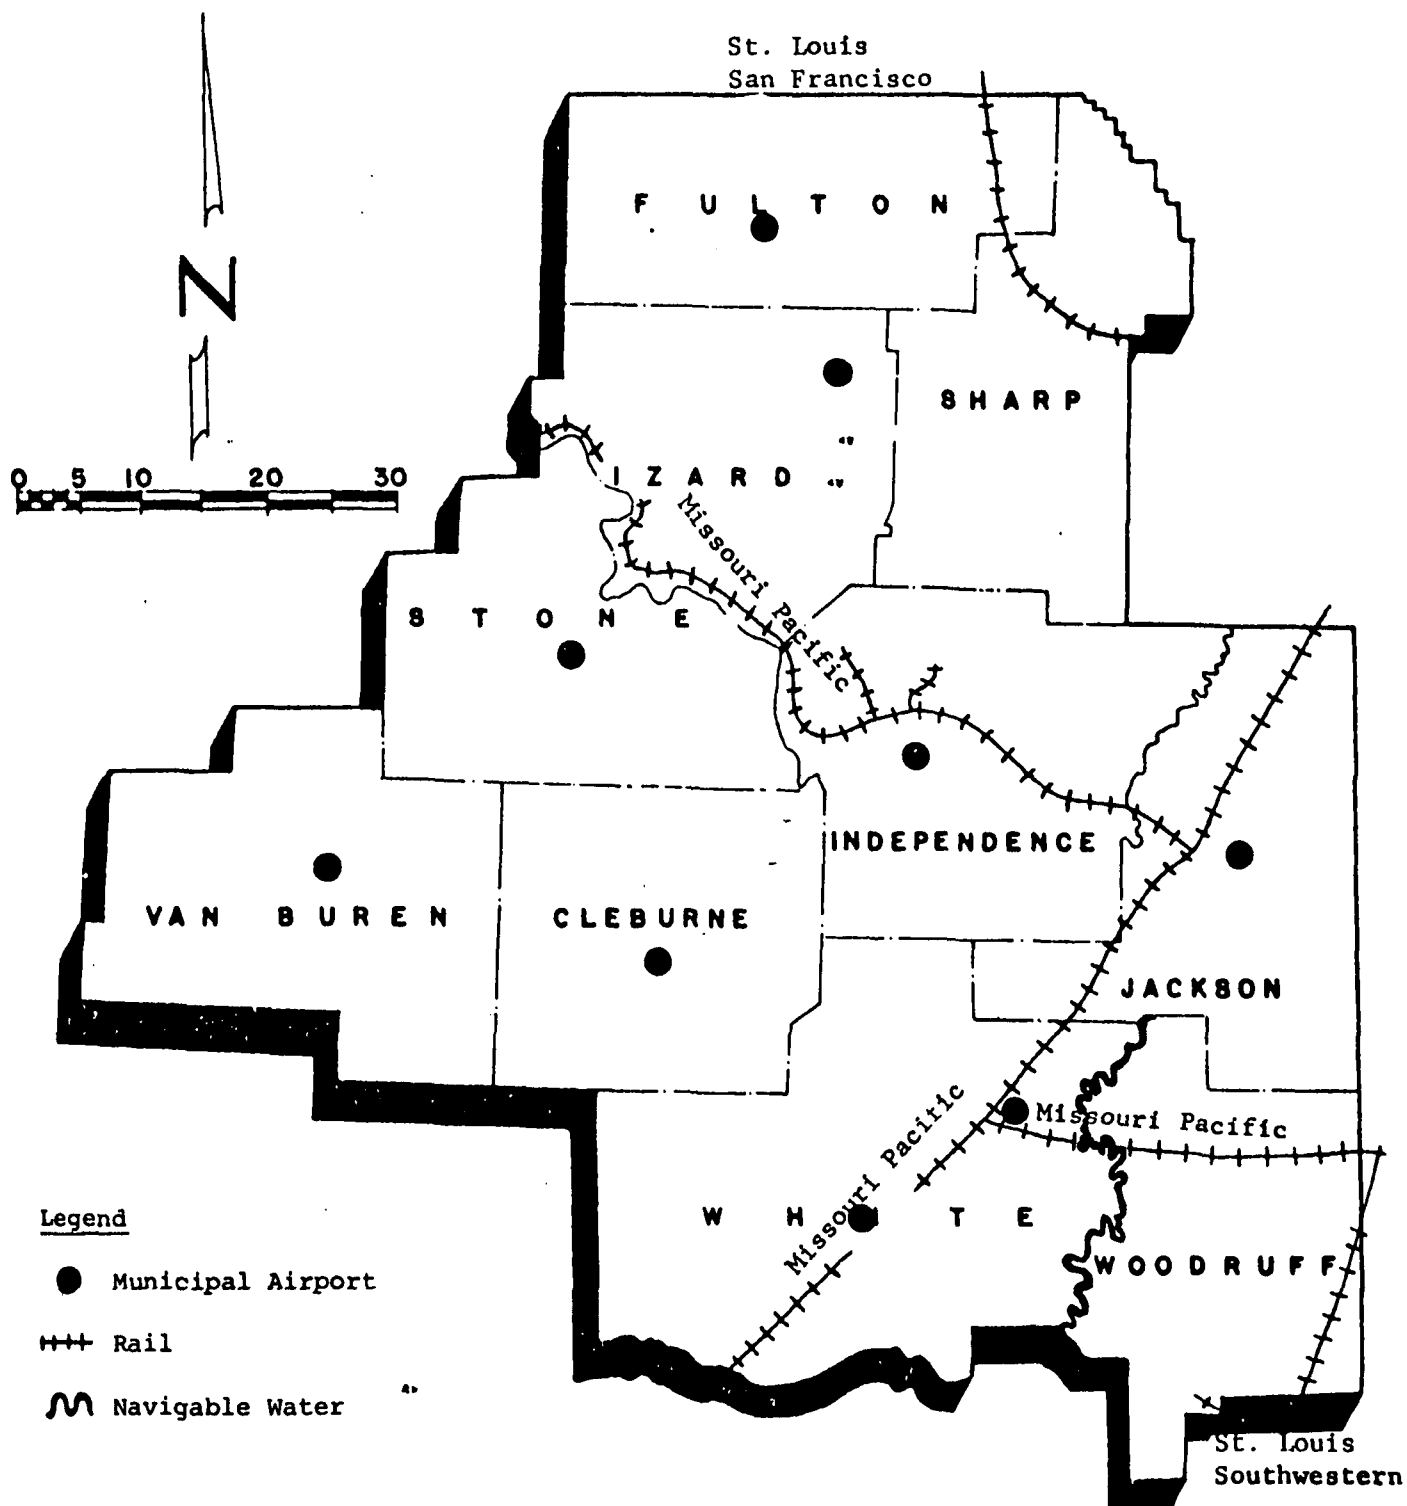 St. Louis
San Francisco
FULTON
SHARP
N
0 5 10 20 30
IZARD
Missouri Pacific
STONE
INDEPENDENCE
VAN BUREN
CLEBURNE
JACKSON
Missouri Pacific
Missouri Pacific
WHITE
WOODRUFF
Legend
Municipal Airport
Rail
Navigable Water
St. Louis
Southwestern